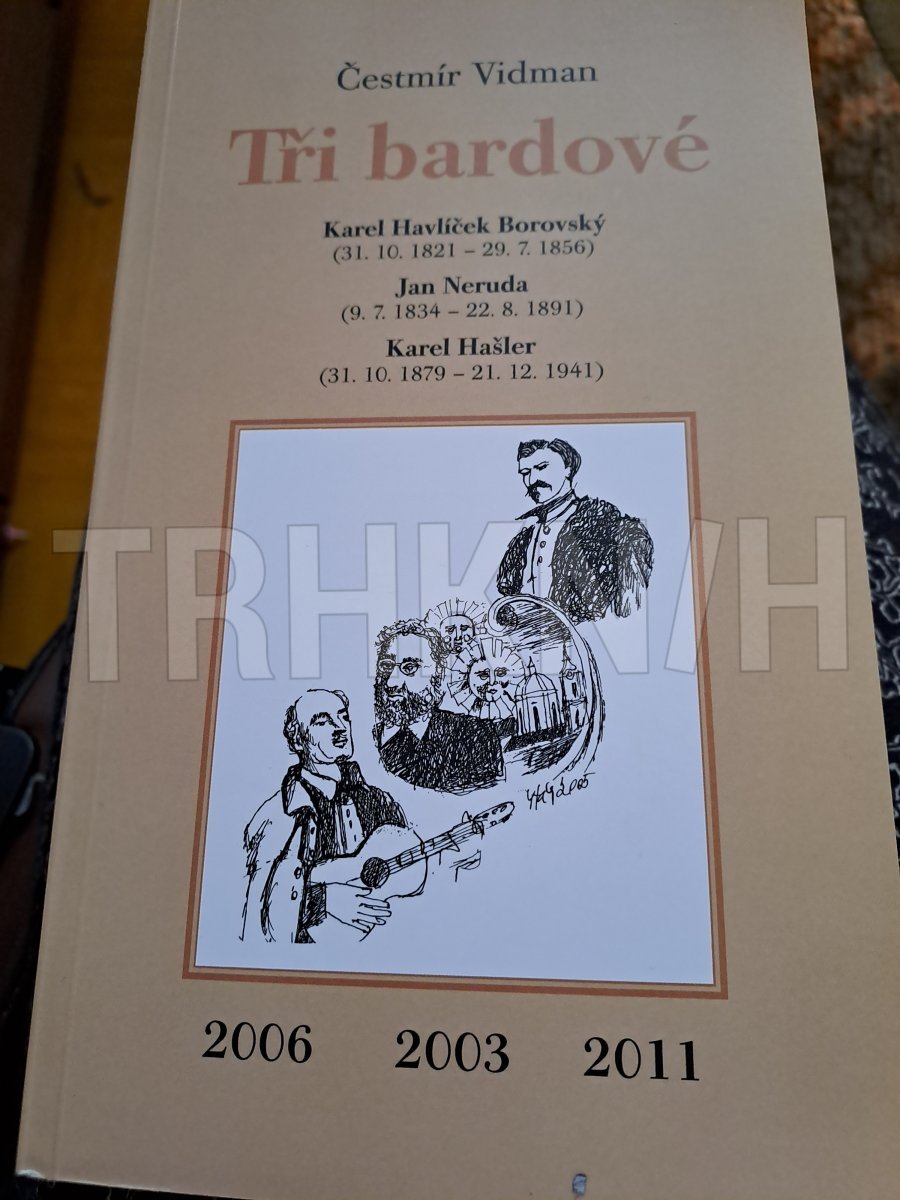 Čestmír Vidman
Tři bardové
Karel Havlíček Borovský
(31. 10. 1821 – 29. 7. 1856)
Jan Neruda
(9. 7. 1834 – 22. 8. 1891)
Karel Hašler
(31. 10. 1879 – 21. 12. 1941)
TRHKNIH
2006 2003 2011